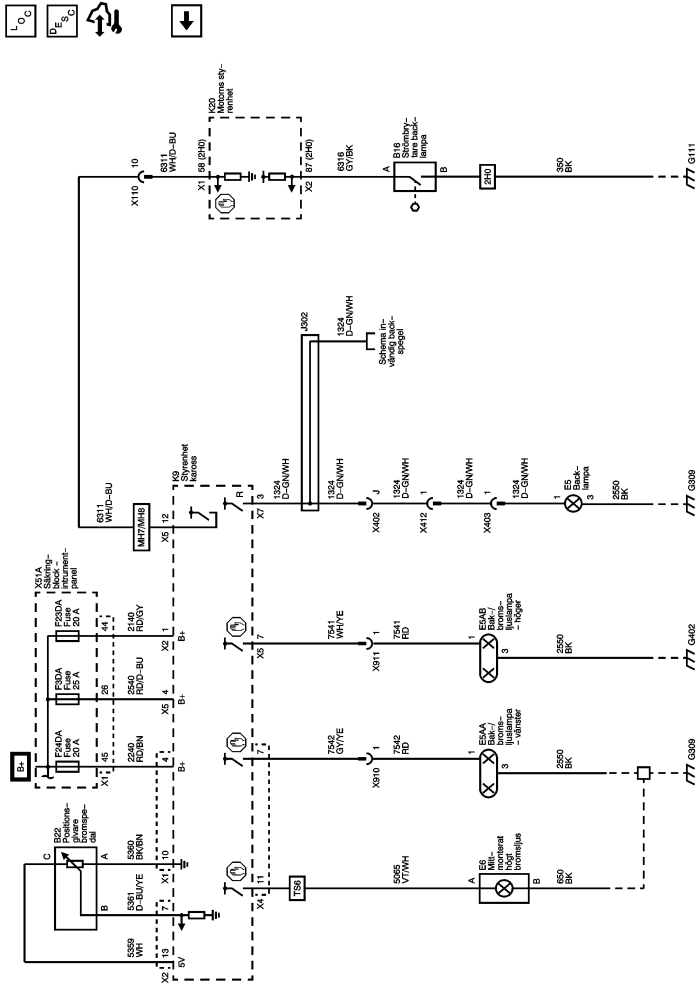 LOC
DESC
B+
X51A
Säkring-
block -
intrument-
panel
F24DA
Fuse
20 A
F3DA
Fuse
25 A
F23DA
Fuse
20 A
X1
45
26
44
2240
RD/BN
2540
RD/D-BU
2140
RD/GY
4
X5
4
X2
1
B+
B+
B+
B22
Positions-
givare
bromspe-
dal
C
A
B
5359
WH
5361
D-BU/YE
5360
BK/BN
X2
13
7
X1
10
5V
6311
WH/D-BU
MH7/MH8
X5
12
K9
Styrenhet
kaross
R
X110
10
6311
WH/D-BU
X1
58 (2H0)
K20
Motorns sty-
renhet
X2
87 (2H0)
6316
GY/BK
A
B16
Strömbry-
tare back-
lampa
B
2H0
350
BK
G111
X7
3
1324
D-GN/WH
J302
1324
D-GN/WH
Schema in-
vändig back-
spegel
1324
D-GN/WH
X402
J
1324
D-GN/WH
X412
1
1324
D-GN/WH
X403
1
1324
D-GN/WH
1
E5
Back-
lampa
3
2550
BK
G309
X5
7
7541
WH/YE
X911
1
7541
RD
1
E5AB
Bak-/
broms-
ljuslampa
- höger
3
2550
BK
G402
7
7542
GY/YE
X910
1
7542
RD
1
E5AA
Bak-/
broms-
ljuslampa
- vänster
3
2550
BK
G309
X4
11
TS6
5065
VT/WH
A
E6
Mitt-
monterat
högt
bromsljus
B
650
BK